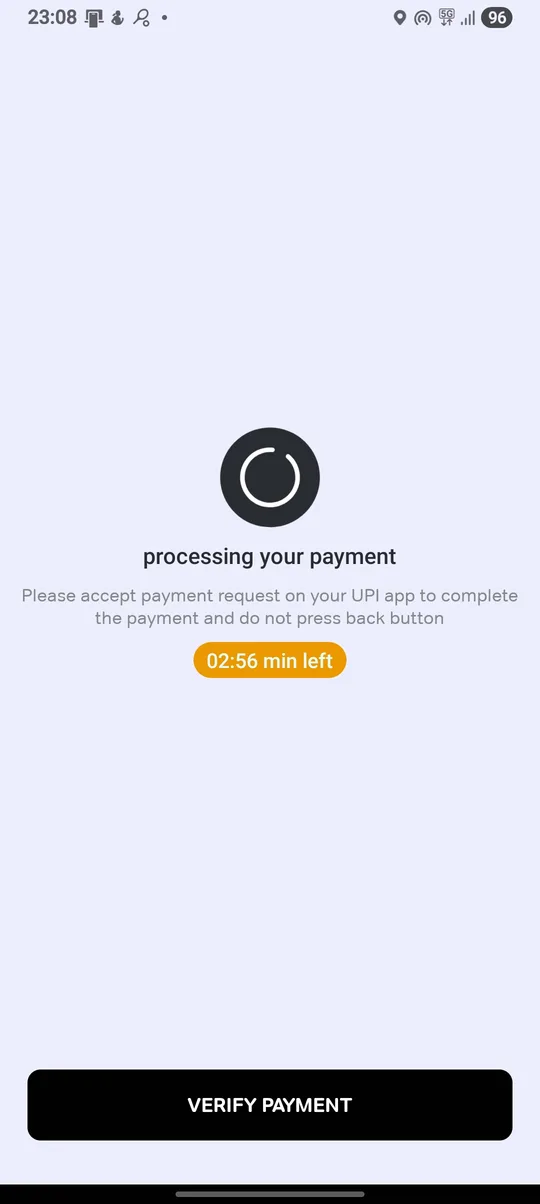 23:08
5G
96
processing your payment
Please accept payment request on your UPI app to complete
the payment and do not press back button
02:56 min left
VERIFY PAYMENT